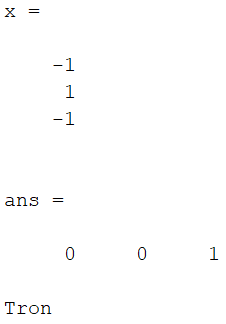 x =
-1
1
-1
ans =
0 0 1
Tron